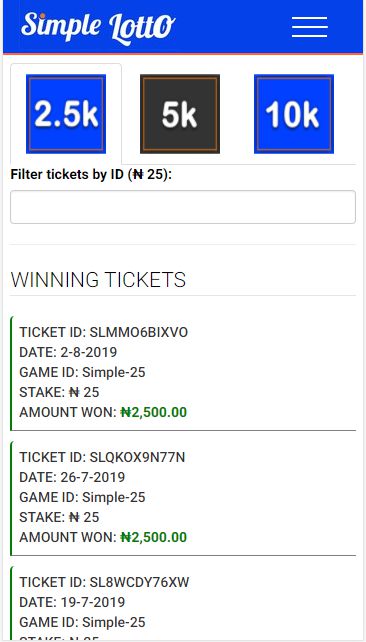 Simple Lotto
2.5k
5k
10k
Filter tickets by ID (₦ 25):
WINNING TICKETS
TICKET ID: SLMMO6BIXVO
DATE: 2-8-2019
GAME ID: Simple-25
STAKE: ₦ 25
AMOUNT WON: ₦2,500.00
TICKET ID: SLQKOX9N77N
DATE: 26-7-2019
GAME ID: Simple-25
STAKE: ₦ 25
AMOUNT WON: ₦2,500.00
TICKET ID: SL8WCDY76XW
DATE: 19-7-2019
GAME ID: Simple-25
STAKE: ₦ 25